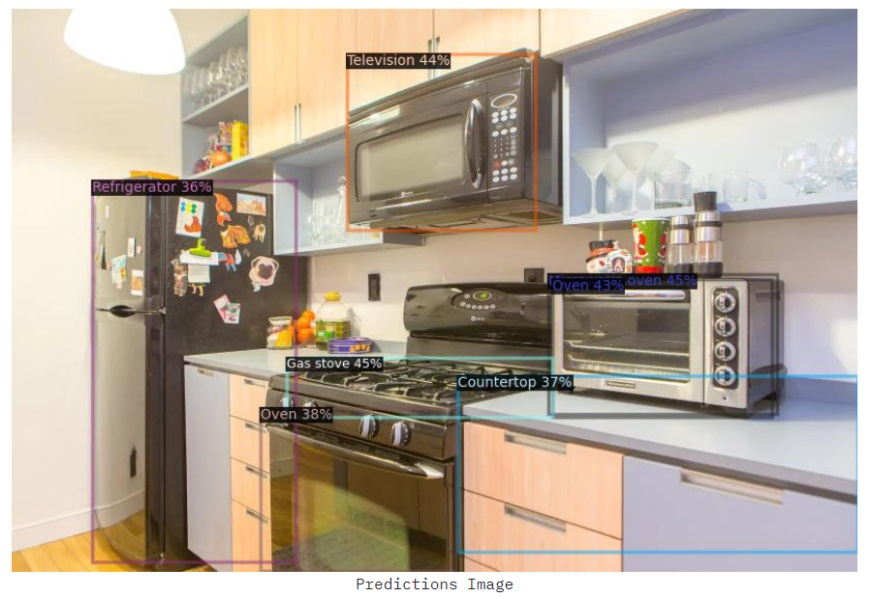 Television 44%
Refrigerator 36%
oven 45%
Oven 43%
Gas stove 45%
Countertop 37%
Oven 38%
Predictions Image